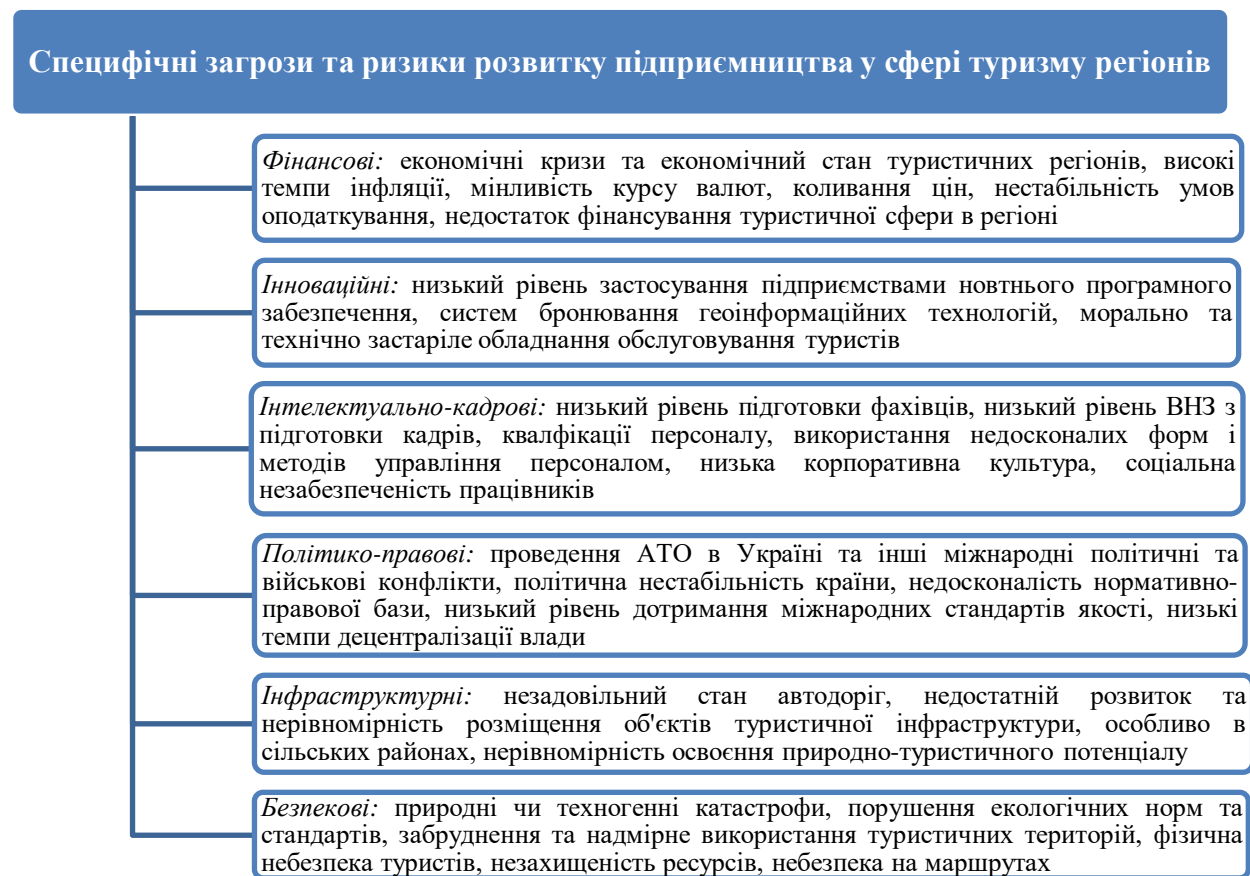 Специфічні загрози та ризики розвитку підприємництва у сфері туризму регіонів
Фінансові: економічні кризи та економічний стан туристичних регіонів, високі
темпи інфляції, мінливість курсу валют, коливання цін, нестабільність умов
оподаткування, недостаток фінансування туристичної сфери в регіоні
Інноваційні: низький рівень застосування підприємствами новтнього програмного
забезпечення, систем бронювання геоінформаційних технологій, морально та
технічно застаріле обладнання обслуговування туристів
Інтелектуально-кадрові: низький рівень підготовки фахівців, низький рівень ВНЗ з
підготовки кадрів, квалфікації персоналу, використання недосконалих форм і
методів управління персоналом, низька корпоративна культура, соціальна
незабезпеченість працівників
Політико-правові: проведення АТО в Україні та інші міжнародні політичні та
військові конфлікти, політична нестабільність країни, недосконалість нормативно-
правової бази, низький рівень дотримання міжнародних стандартів якості, низькі
темпи децентралізації влади
Інфраструктурні: незадовільний стан автодоріг, недостатній розвиток та
нерівномірність розміщення об'єктів туристичної інфраструктури, особливо в
сільських районах, нерівномірність освоєння природно-туристичного потенціалу
Безпекові: природні чи техногенні катастрофи, порушення екологічних норм та
стандартів, забруднення та надмірне використання туристичних територій, фізична
небезпека туристів, незахищеність ресурсів, небезпека на маршрутах